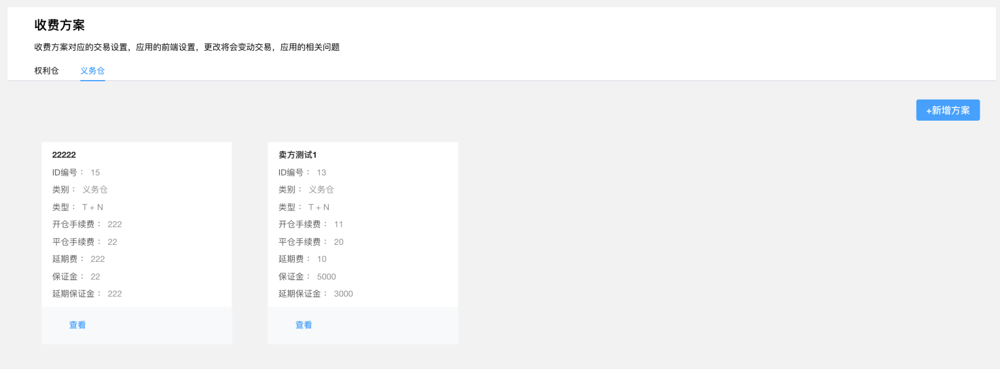 收费方案
收费方案对应的交易设置，应用的前端设置，更改将会变动交易，应用的相关问题
权利仓 义务仓
+新增方案
22222
ID编号： 15
类别： 义务仓
类型： T + N
开仓手续费： 222
平仓手续费： 22
延期费： 222
保证金： 22
延期保证金： 222
查看
卖方测试1
ID编号： 13
类别： 义务仓
类型： T + N
开仓手续费： 11
平仓手续费： 20
延期费： 10
保证金： 5000
延期保证金： 3000
查看